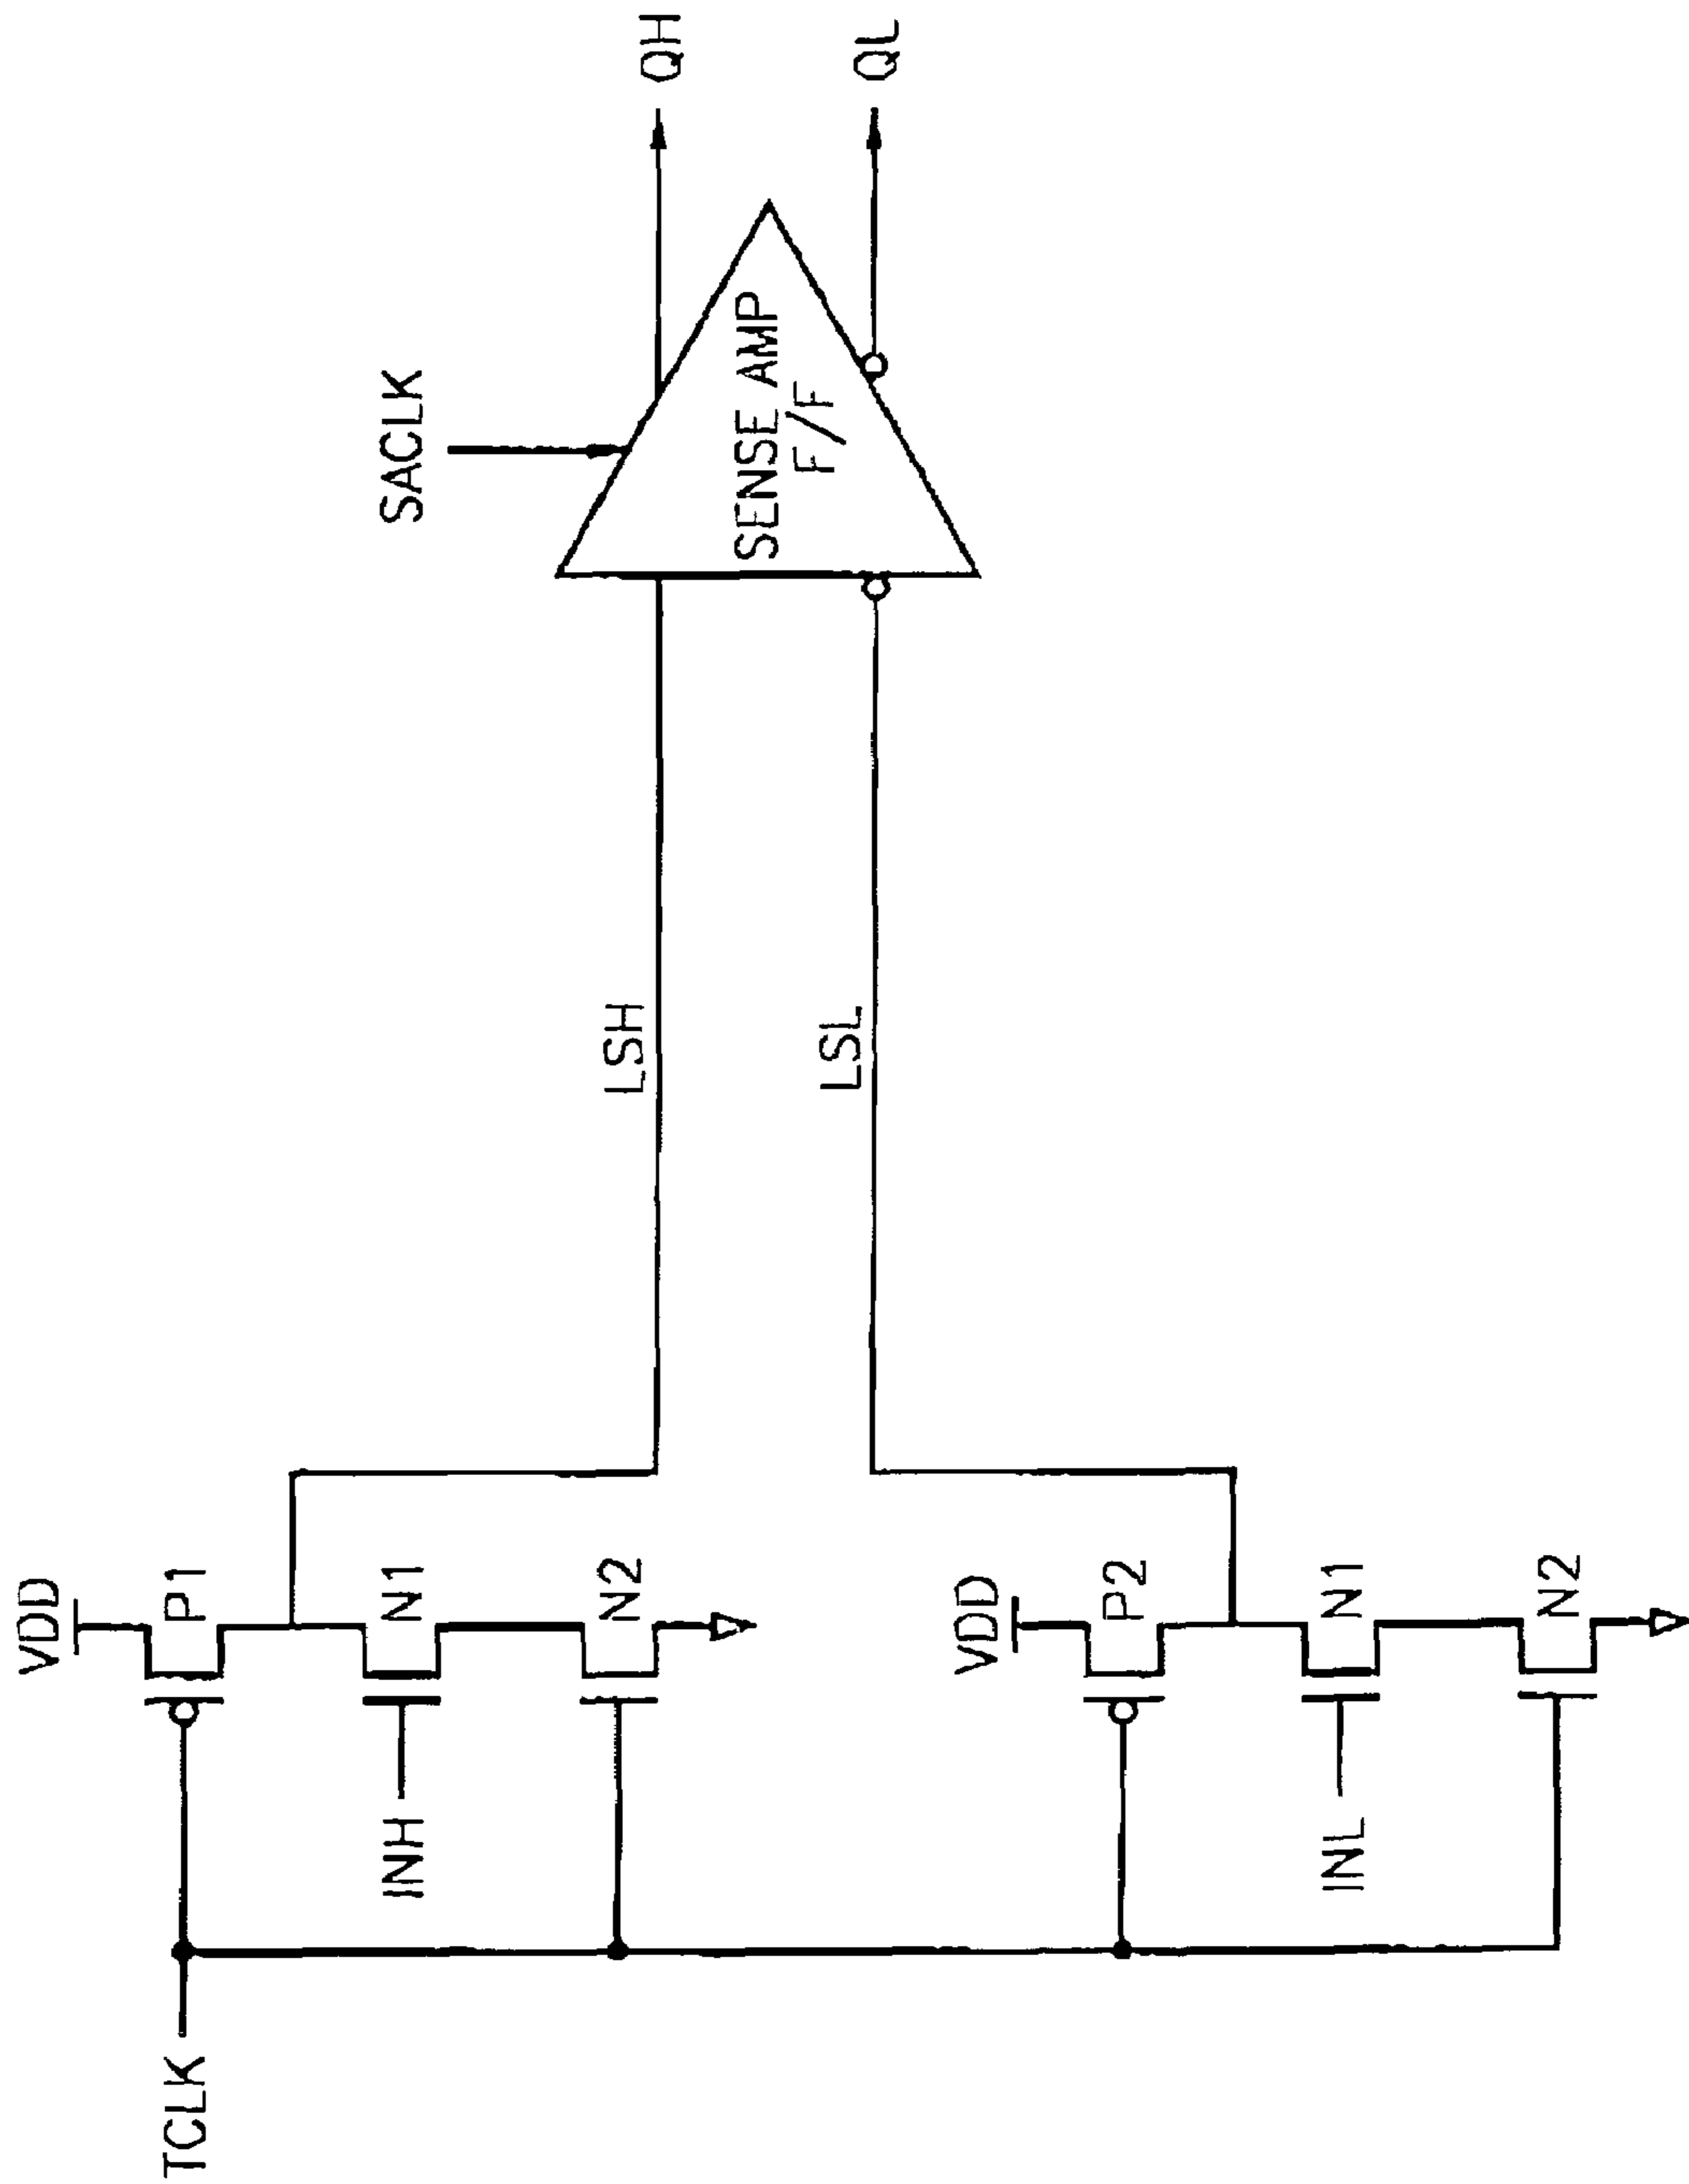 VDD
P1
TCLK
INH
N1
N2
VDD
P2
INL
N1
N2
LSH
LSL
SACLK
SENSE AMP
F/F
QH
QL